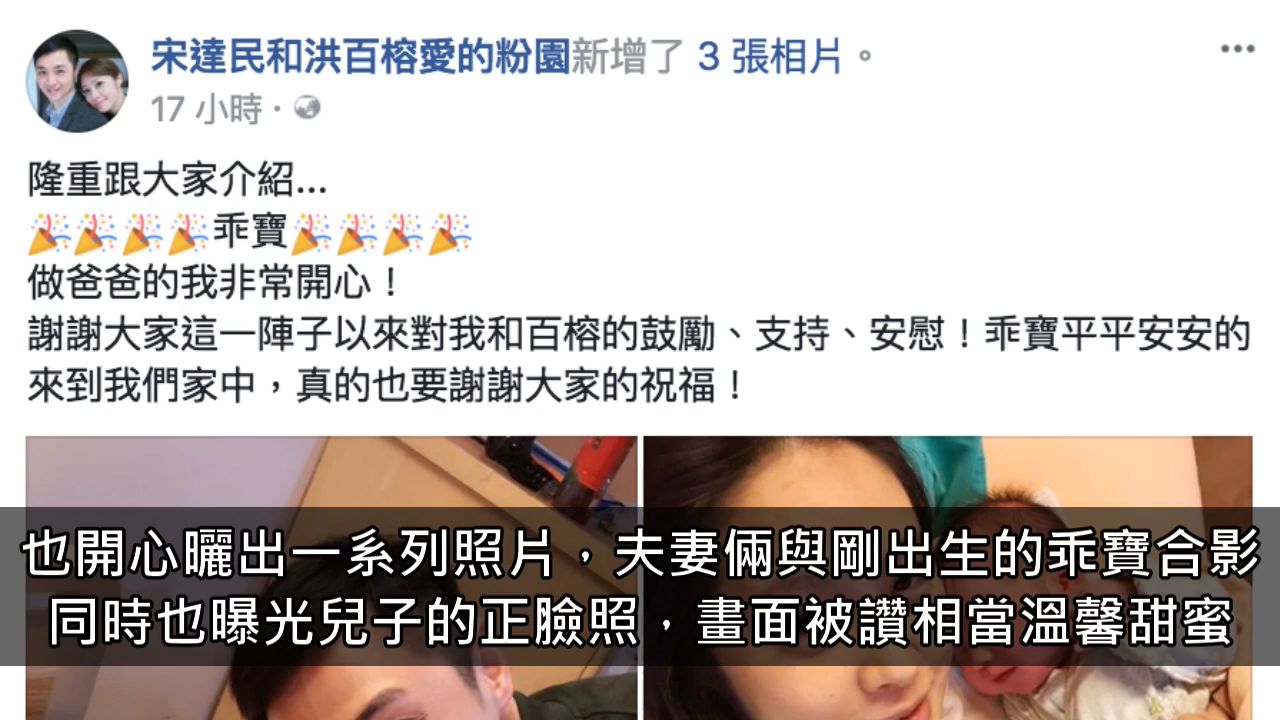 宋達民和洪百榕愛的粉園新增了 3 張相片。
17 小時 ·
隆重跟大家介紹...
🎉🎉🎉🎉乖寶🎉🎉🎉🎉
做爸爸的我非常開心！
謝謝大家這一陣子以來對我和百榕的鼓勵、支持、安慰！乖寶平平安安的
來到我們家中，真的也要謝謝大家的祝福！
也開心曬出一系列照片，夫妻倆與剛出生的乖寶合影
同時也曝光兒子的正臉照，畫面被讚相當溫馨甜蜜